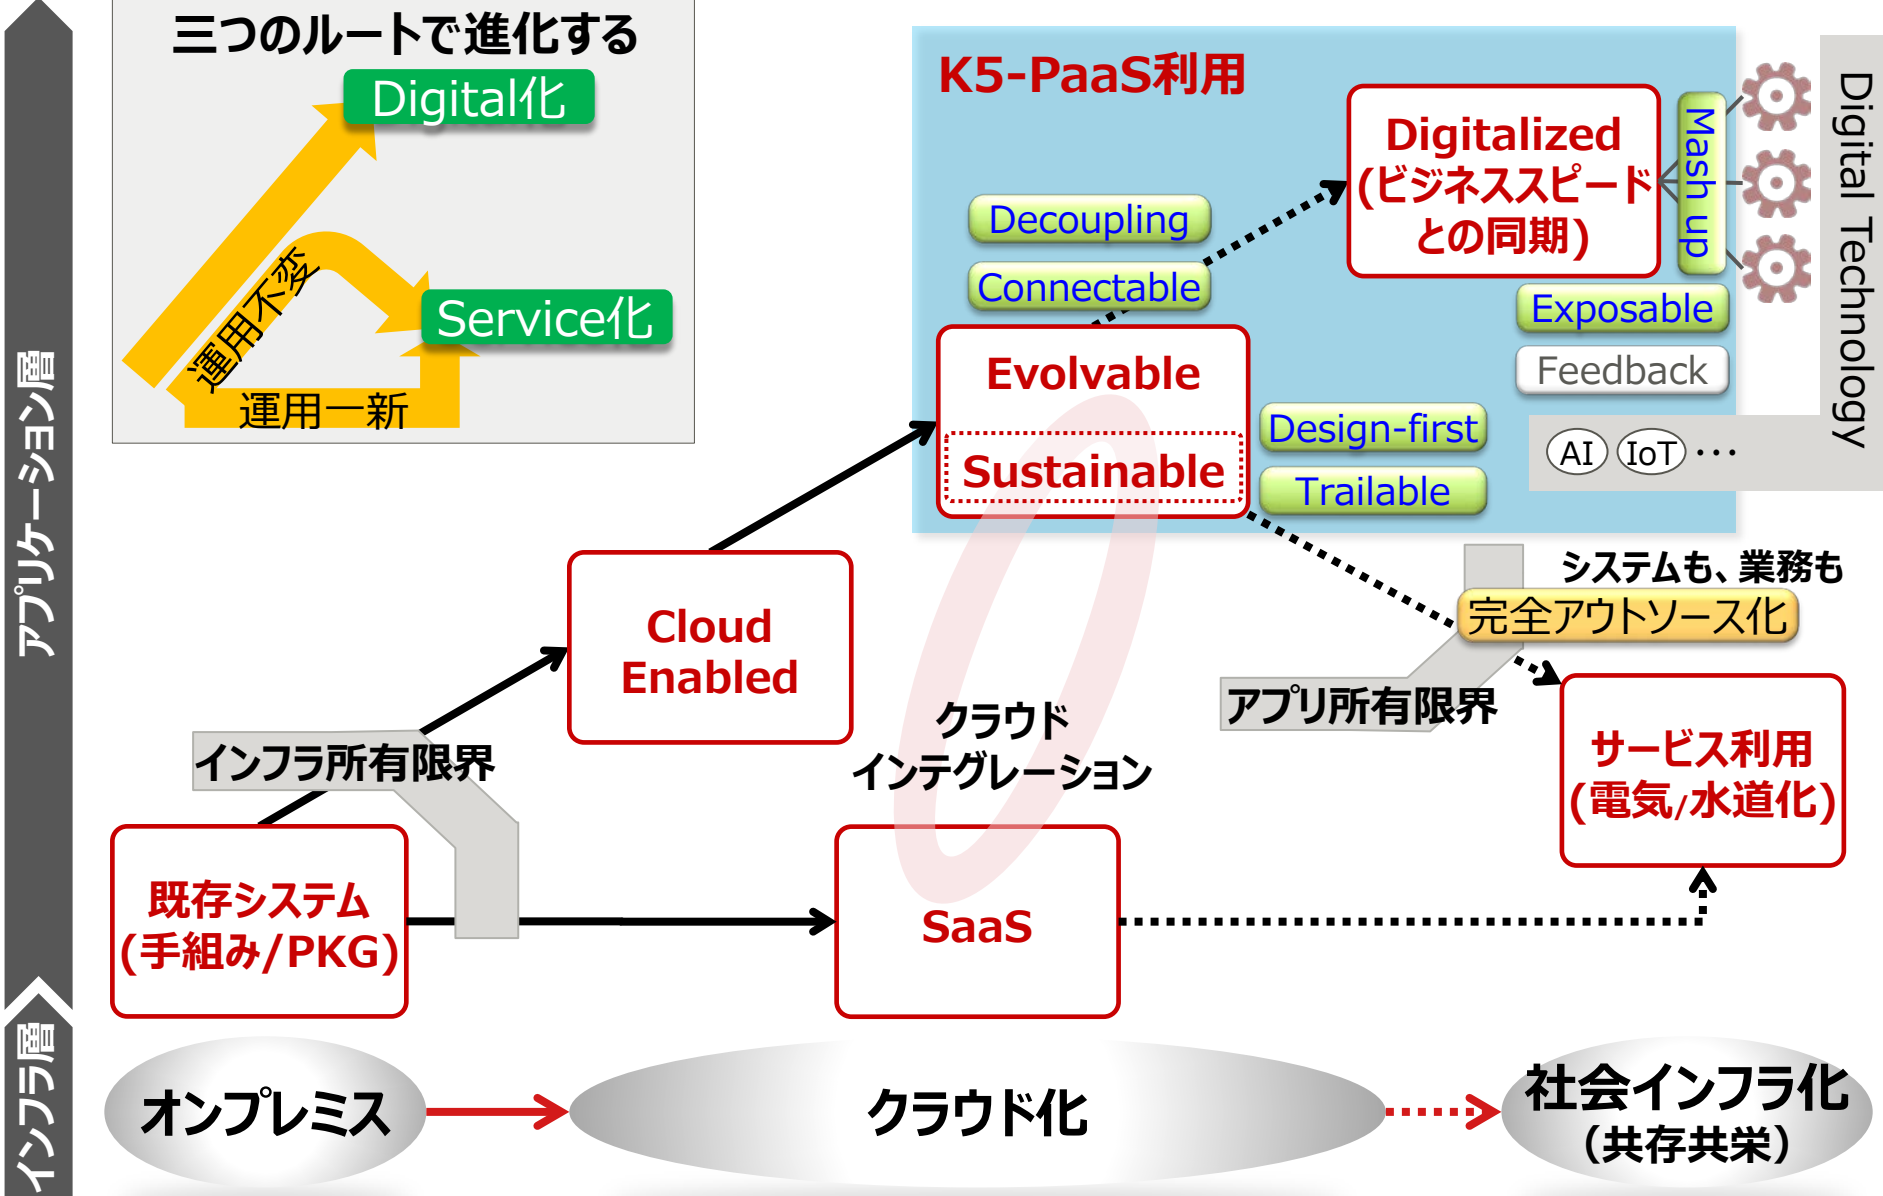 三つのルートで進化する
Digital化
Service化
運用不変
運用一新
アプリケーション層
インフラ層
K5-PaaS利用
Digitalized
(ビジネススピード
との同期)
Mash up
Digital Technology
Decoupling
Connectable
Exposable
Feedback
AI
IoT
…
Evolvable
Sustainable
Design-first
Trailable
システムも、業務も
完全アウトソース化
Cloud
Enabled
アプリ所有限界
クラウド
インテグレーション
インフラ所有限界
サービス利用
(電気/水道化)
既存システム
(手組み/PKG)
SaaS
オンプレミス
クラウド化
社会インフラ化
（共存共栄）